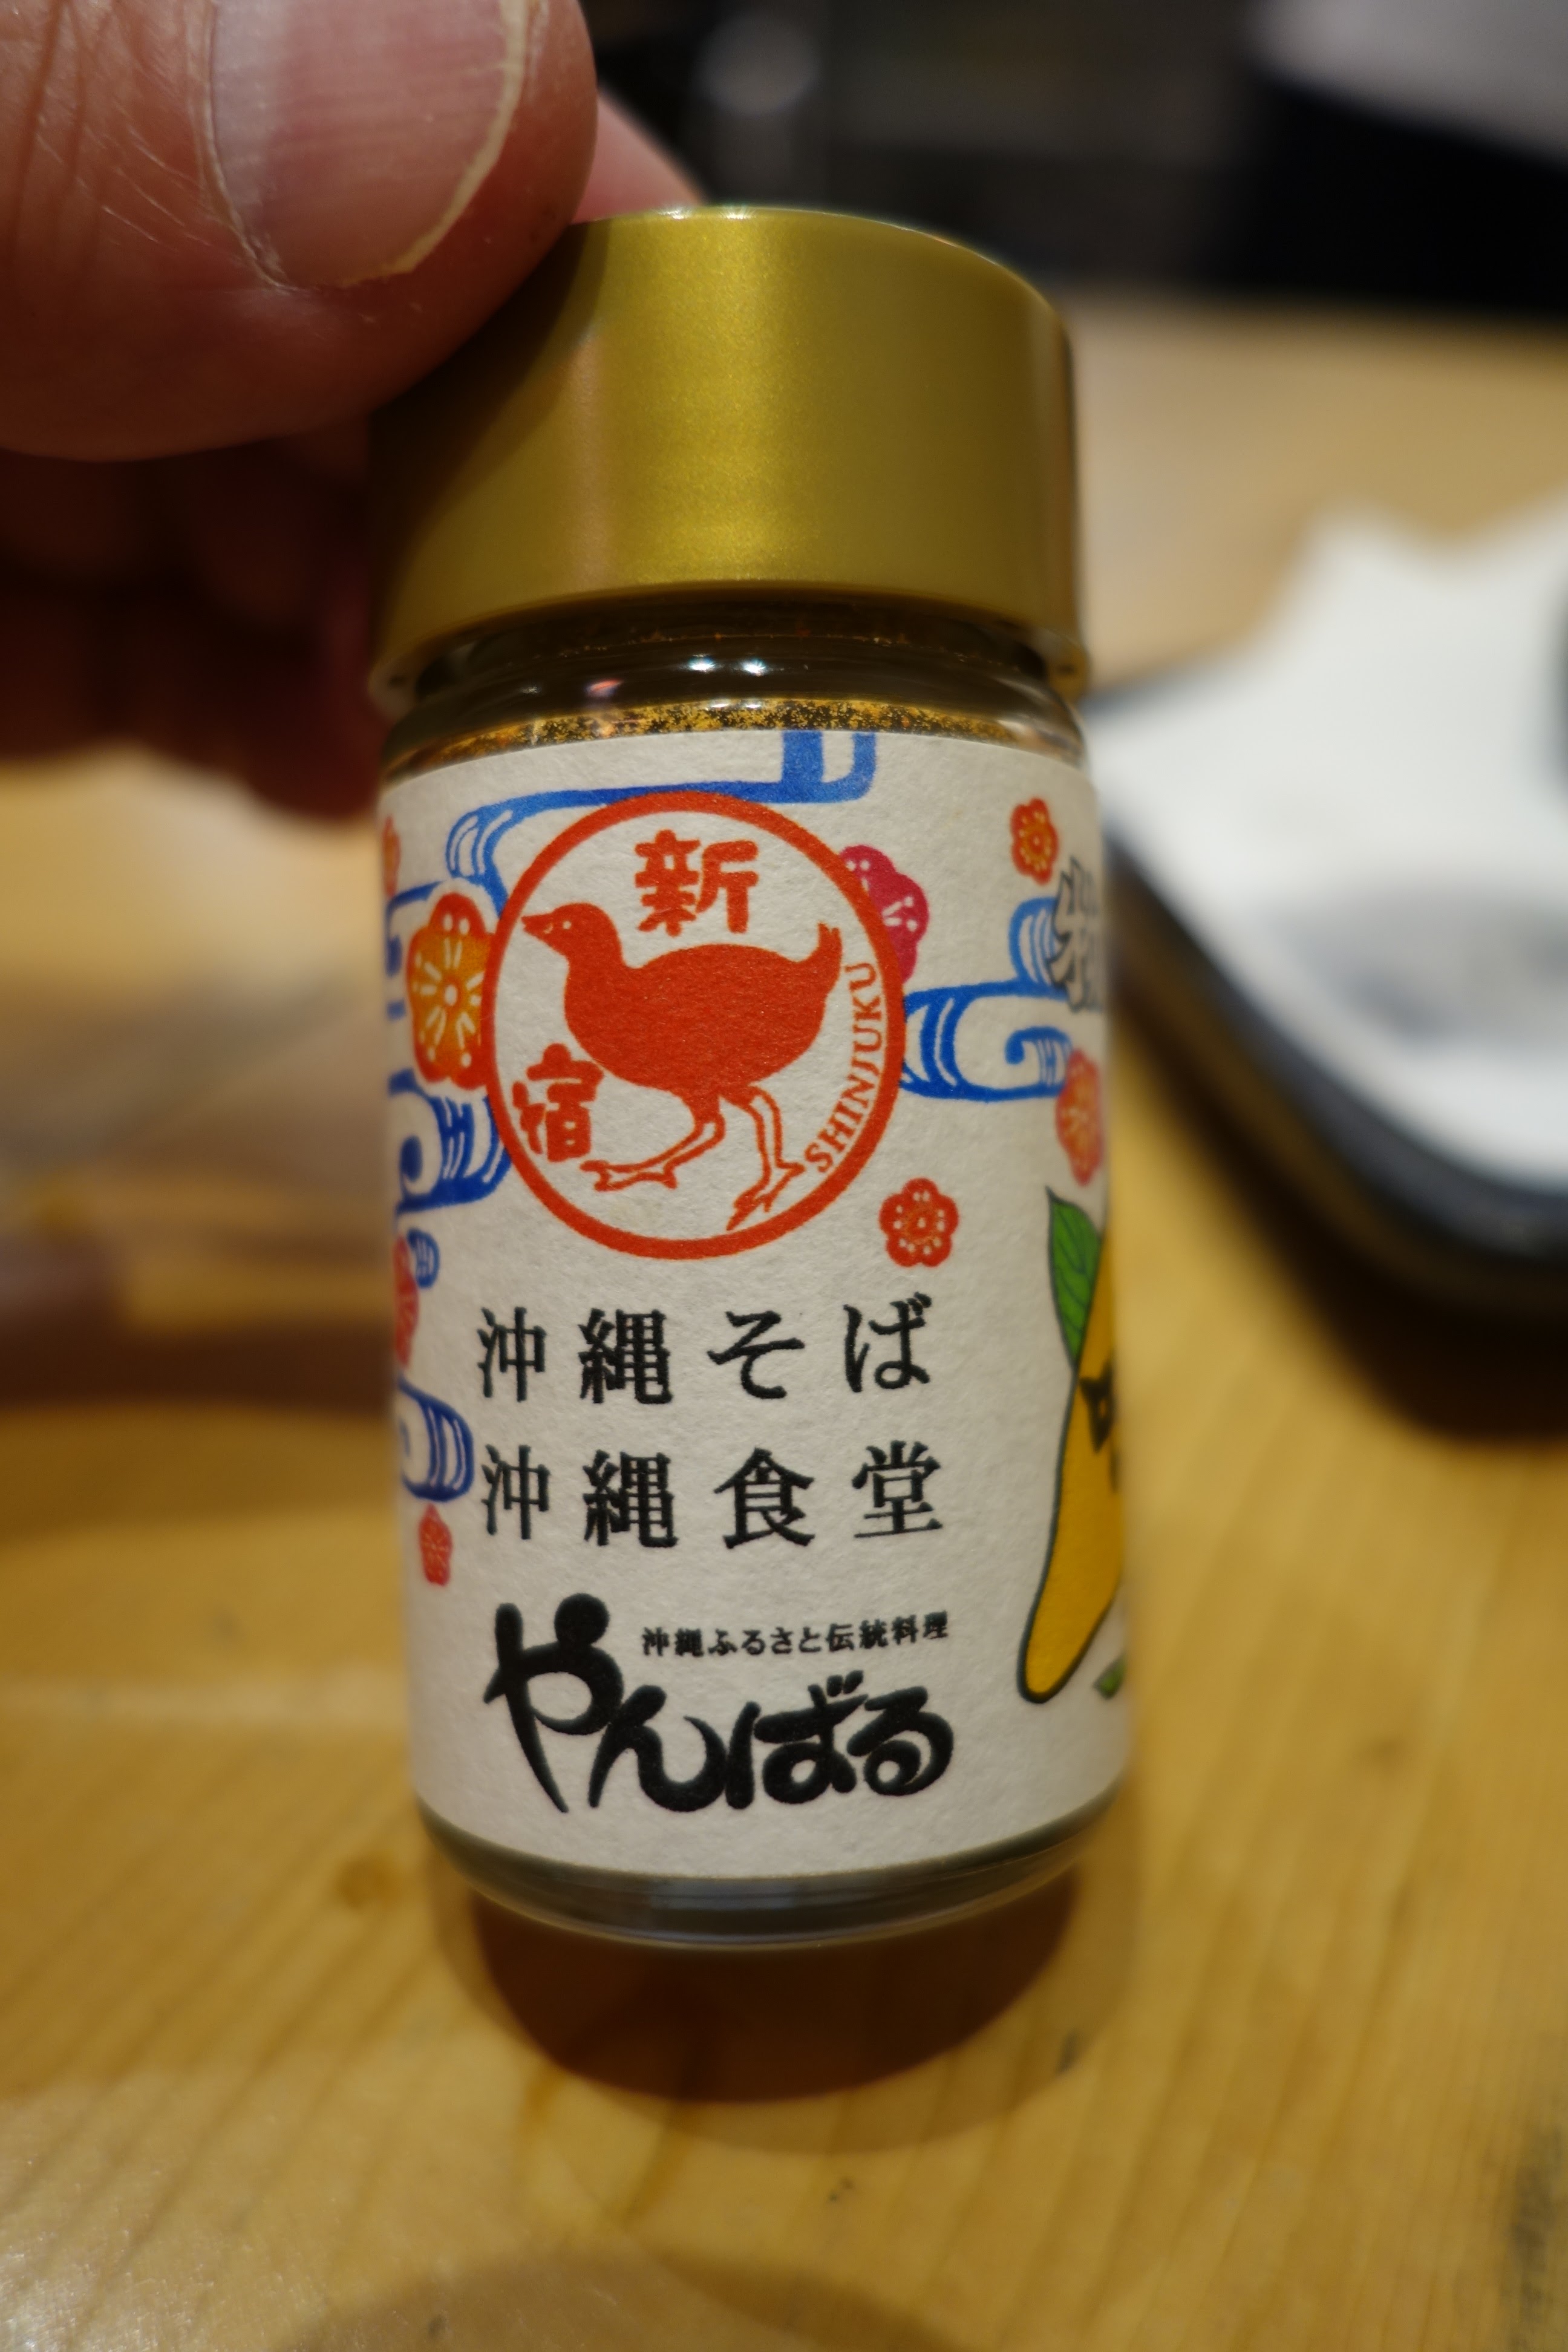 新
宿
SHINJUKU
沖縄そば
沖縄食堂
沖縄ふるさと伝統料理
やんばる